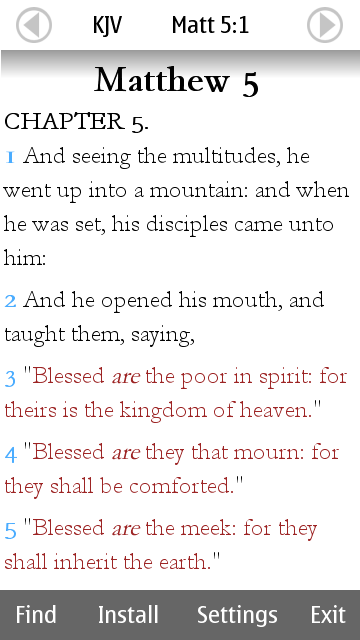 KJV Matt 5:1
Matthew 5
CHAPTER 5.
1 And seeing the multitudes, he
went up into a mountain: and when
he was set, his disciples came unto
him:
2 And he opened his mouth, and
taught them, saying,
3 "Blessed are the poor in spirit: for
theirs is the kingdom of heaven."
4 "Blessed are they that mourn: for
they shall be comforted."
5 "Blessed are the meek: for they
shall inherit the earth."
Find Install Settings Exit